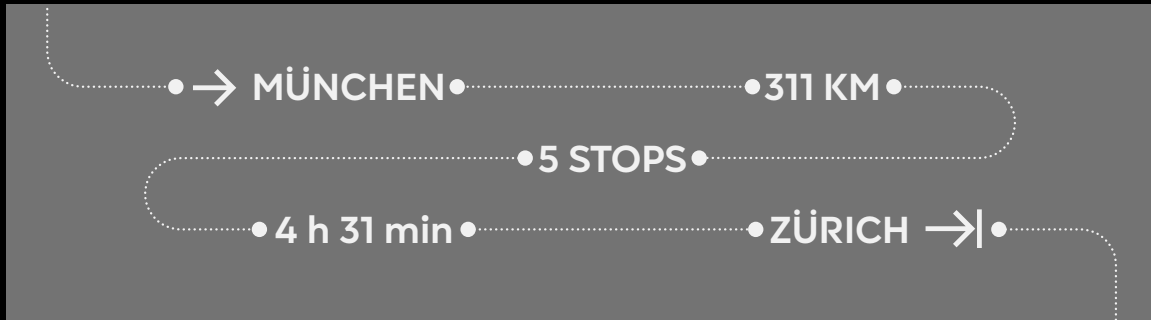 → MÜNCHEN 311 KM
5 STOPS
4 h 31 min ZÜRICH →|